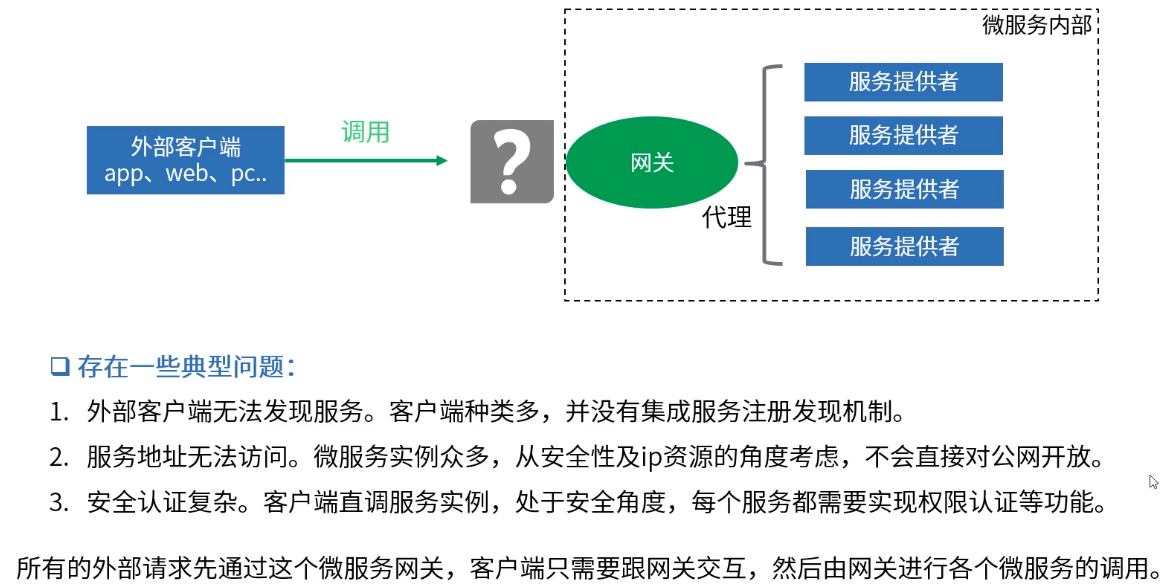 微服务内部
服务提供者
服务提供者
服务提供者
服务提供者
外部客户端
app、web、pc..
调用
?
网关
代理
存在一些典型问题：
1. 外部客户端无法发现服务。客户端种类多，并没有集成服务注册发现机制。
2. 服务地址无法访问。微服务实例众多，从安全性及ip资源的角度考虑，不会直接对公网开放。
3. 安全认证复杂。客户端直调服务实例，处于安全角度，每个服务都需要实现权限认证等功能。
所有的外部请求先通过这个微服务网关，客户端只需要跟网关交互，然后由网关进行各个微服务的调用。